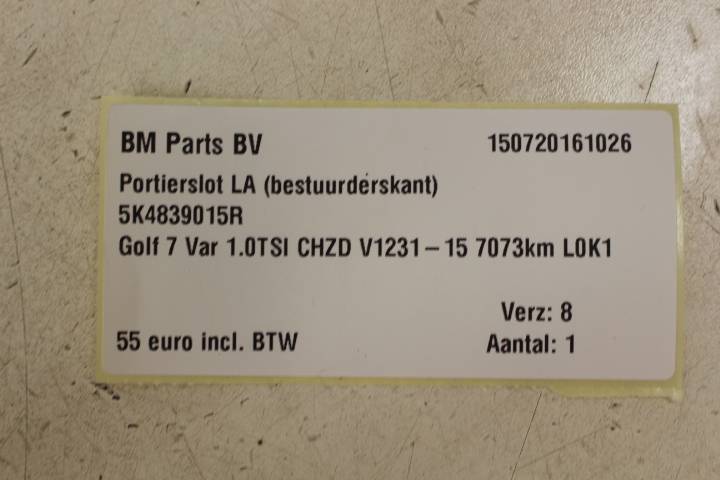 BM Parts BV 150720161026
Portierslot LA (bestuurderskant)
5K4839015R
Golf 7 Var 1.0TSI CHZD V1231-15 7073km L0K1
Verz: 8
55 euro incl. BTW Aantal: 1